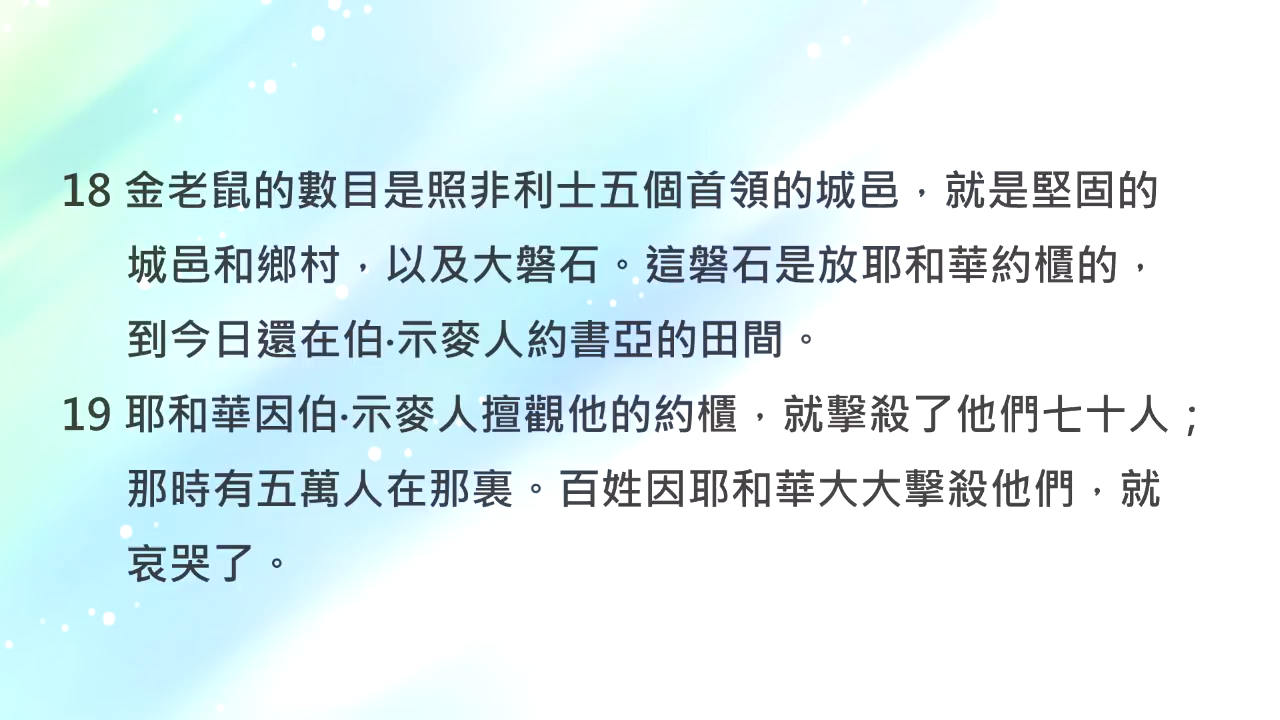 18 金老鼠的數目是照非利士五個首領的城邑，就是堅固的
城邑和鄉村，以及大磐石。這磐石是放耶和華約櫃的，
到今日還在伯·示麥人約書亞的田間。
19 耶和華因伯·示麥人擅觀他的約櫃，就擊殺了他們七十人；
那時有五萬人在那裏。百姓因耶和華大大擊殺他們，就
哀哭了。